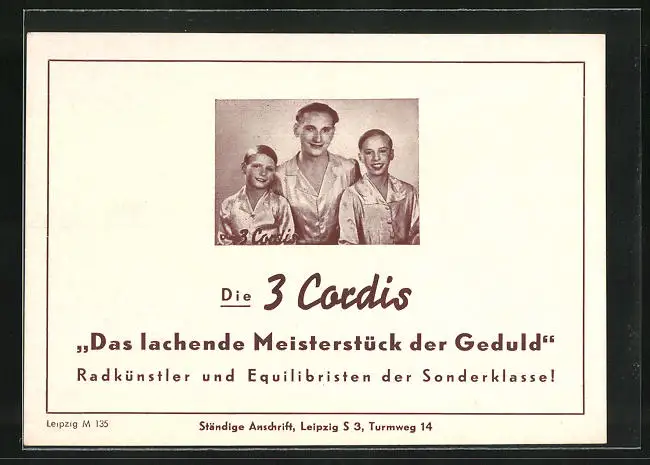 3 Cordis
Die 3 Cordis
„Das lachende Meisterstück der Geduld“
Radkünstler und Equilibristen der Sonderklasse!
Leipzig M 135
Ständige Anschrift, Leipzig S 3, Turmweg 14